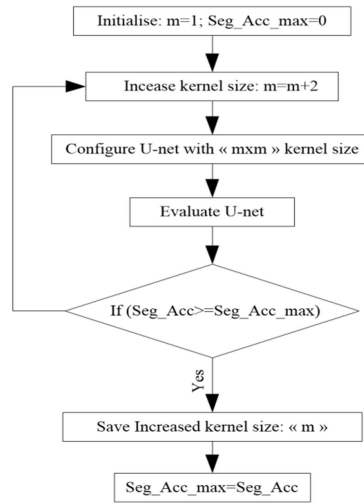 Initialise: m=1; Seg_Acc_max=0
Incease kernel size: m=m+2
Configure U-net with « mxm » kernel size
Evaluate U-net
If (Seg_Acc>=Seg_Acc_max)
Yes
Save Increased kernel size: « m »
Seg_Acc_max=Seg_Acc